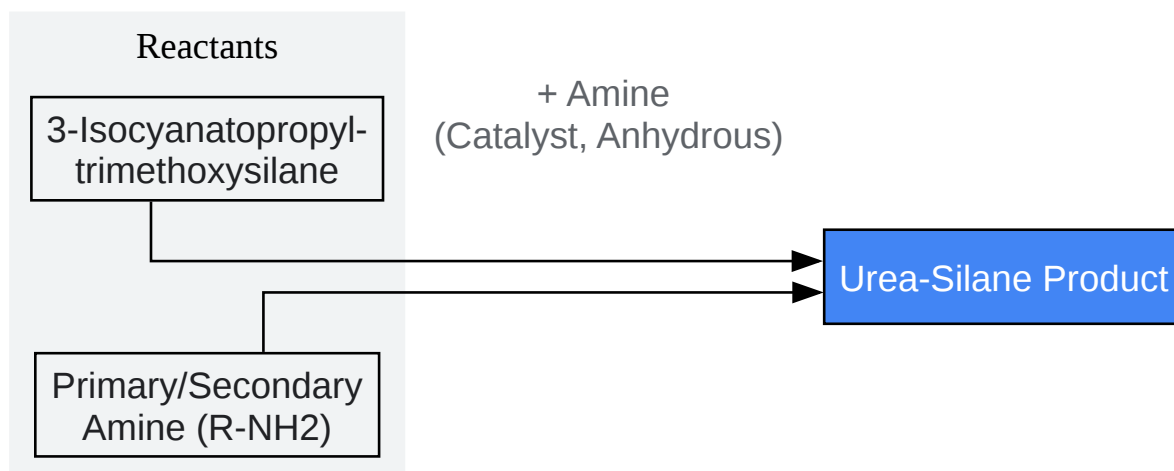 Reactants
3-Isocyanatopropyl-
trimethoxysilane
+ Amine
(Catalyst, Anhydrous)
Urea-Silane Product
Primary/Secondary
Amine (R-NH2)